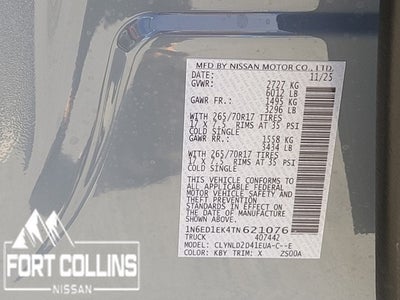 MFD BY NISSAN MOTOR CO., LTD.
DATE: 11/25
GVWR: 2727 KG
6012 LB
GAWR FR.: 1495 KG
3296 LB
WITH 265/70R17 TIRES
17 X 7.5 RIMS AT 35 PSI
COLD SINGLE
GAWR RR.: 1558 KG
3434 LB
WITH 265/70R17 TIRES
17 X 7.5 RIMS AT 35 PSI
COLD SINGLE
THIS VEHICLE CONFORMS TO
ALL APPLICABLE FEDERAL
MOTOR VEHICLE SAFETY AND
THEFT PREVENTION
STANDARDS IN EFFECT ON
THE DATE OF MANUFACTURE
SHOWN ABOVE.
1N6ED1EK4TN621076
TRUCK 407442
MODEL: CLYNLD2D41EUA-C--E
COLOR: KBY TRIM: X 2S00A
FORT COLLINS
NISSAN